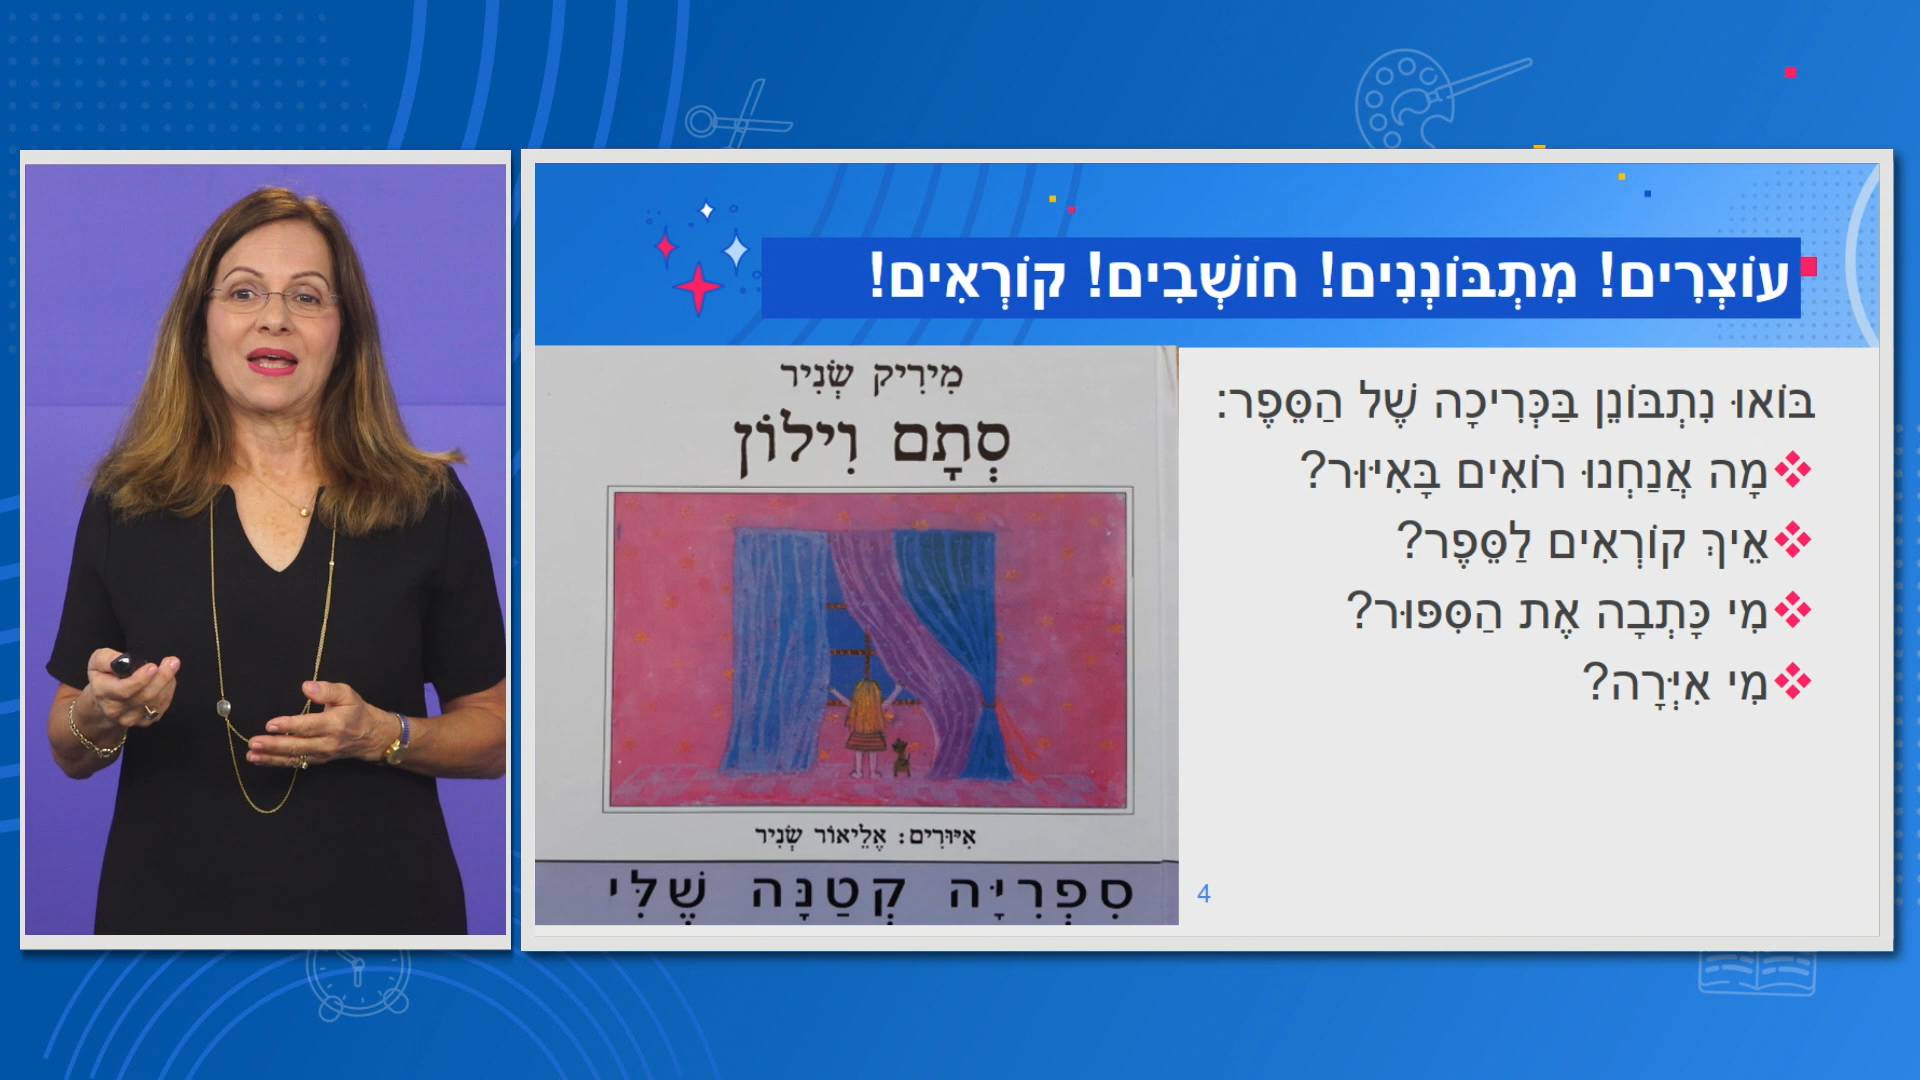 עוֹצְרִים! מִתְבּוֹנְנִים! חוֹשְׁבִים! קוֹרְאִים!
בּוֹאוּ נִתְבּוֹנֵן בַּכְּרִיכָה שֶׁל הַסֵּפֶר:
מָה אֲנַחְנוּ רוֹאִים בָּאִיּוּר?
אֵיךְ קוֹרְאִים לַסֵּפֶר?
מִי כָּתְבָה אֶת הַסִּפּוּר?
מִי אִיְּרָה?
מִירִיק שְׂנִיר
סְתָם וִילוֹן
אִיּוּרִים: אֱלִיאוֹר שְׂנִיר
סִפְרִיָּה קְטַנָּה שֶׁלִּי
4